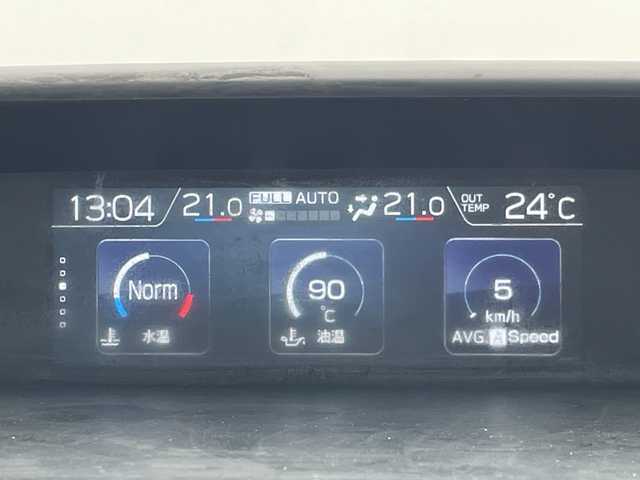 13:04 21.0 FULL AUTO 21.0 OUT TEMP 24°C
Norm
水温
90
°C
油温
5
km/h
AVG. A Speed